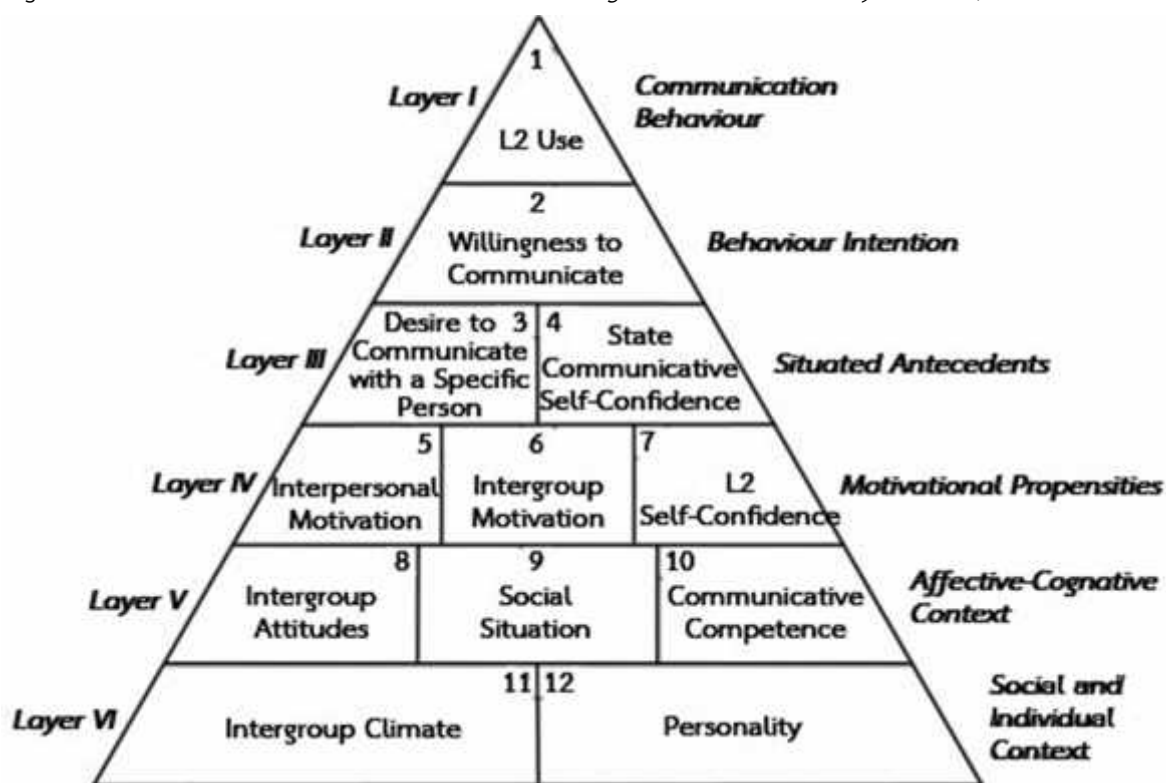 1
Layer I
Communication
Behaviour
L2 Use
2
Layer II
Willingness to
Communicate
Behaviour Intention
Layer III
Desire to 3
Communicate
with a Specific
Person
4
State
Communicative
Self-Confidence
Situated Antecedents
Layer IV
5
Interpersonal
Motivation
6
Intergroup
Motivation
7
L2
Self-Confidence
Motivational Propensities
Layer V
8
Intergroup
Attitudes
9
Social
Situation
10
Communicative
Competence
Affective-Cognative
Context
Layer VI
11
Intergroup Climate
12
Personality
Social and
Individual
Context